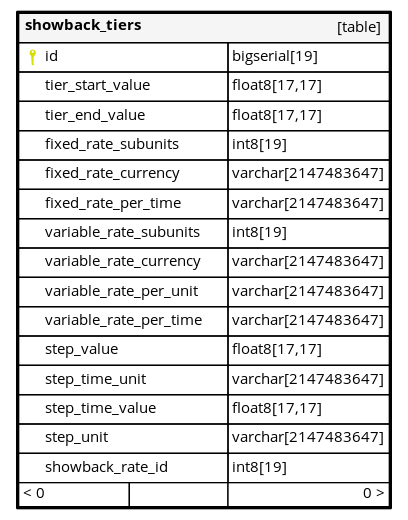 showback_tiers [table]
id bigserial[19]
tier_start_value float8[17,17]
tier_end_value float8[17,17]
fixed_rate_subunits int8[19]
fixed_rate_currency varchar[2147483647]
fixed_rate_per_time varchar[2147483647]
variable_rate_subunits int8[19]
variable_rate_currency varchar[2147483647]
variable_rate_per_unit varchar[2147483647]
variable_rate_per_time varchar[2147483647]
step_value float8[17,17]
step_time_unit varchar[2147483647]
step_time_value float8[17,17]
step_unit varchar[2147483647]
showback_rate_id int8[19]
< 0 0 >